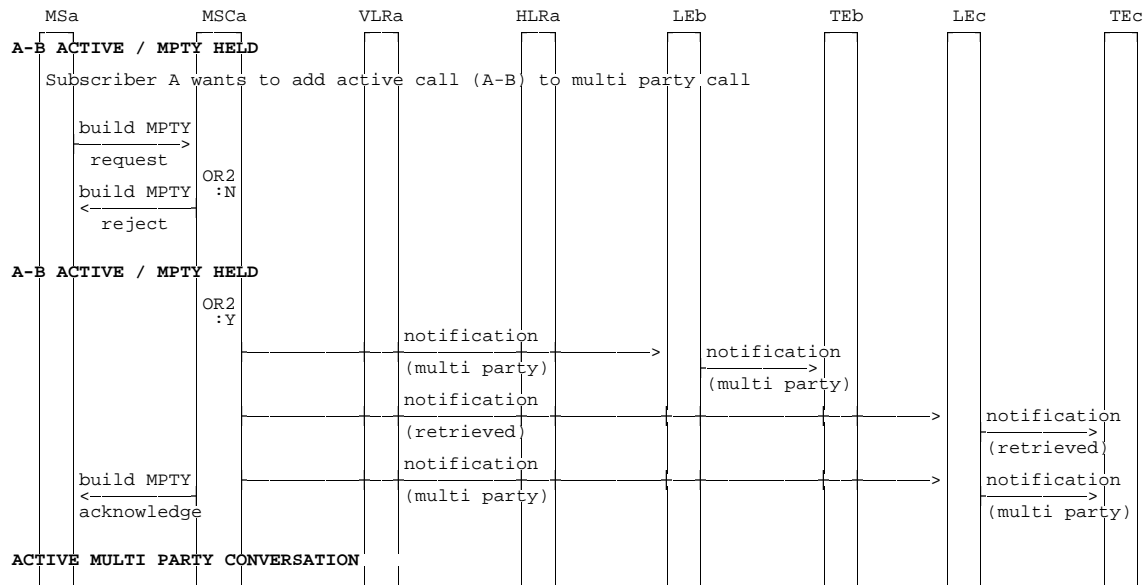 MSa MSCa VLRa HLRa LEb TEb LEc TEc
A-B ACTIVE / MPTY HELD
Subscriber A wants to add active call (A-B) to multi party call
build MPTY
request
OR2
build MPTY :N
reject
A-B ACTIVE / MPTY HELD
OR2
:Y
notification
notification
(multi party)
(multi party)
notification
notification
(retrieved)
(retrieved)
notification
build MPTY notification
(multi party)
acknowledge (multi party)
ACTIVE MULTI PARTY CONVERSATION